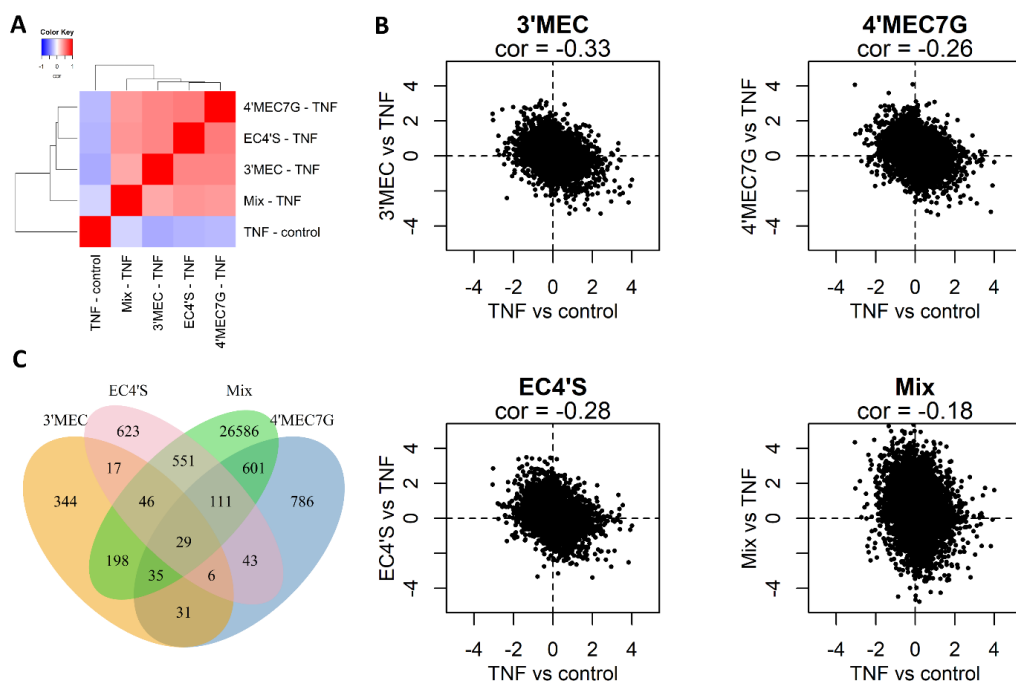 A
Color Key
-1
1
cor
4'MEC7G - TNF
EC4'S - TNF
3'MEC - TNF
Mix - TNF
TNF - control
TNF - control
Mix - TNF
3'MEC - TNF
EC4'S - TNF
4'MEC7G - TNF
B
3'MEC
cor = -0.33
3'MEC vs TNF
-4 0 2 4
-4 -2 0 2 4
TNF vs control
4'MEC7G
cor = -0.26
4'MEC7G vs TNF
-4 0 2 4
-4 -2 0 2 4
TNF vs control
C
EC4'S Mix
3'MEC 4'MEC7G
623 26586
17 551 601
344 46 111 786
29
198 35 6 43
31
EC4'S
cor = -0.28
EC4'S vs TNF
-4 0 2 4
-4 -2 0 2 4
TNF vs control
Mix
cor = -0.18
Mix vs TNF
-4 0 2 4
-4 -2 0 2 4
TNF vs control